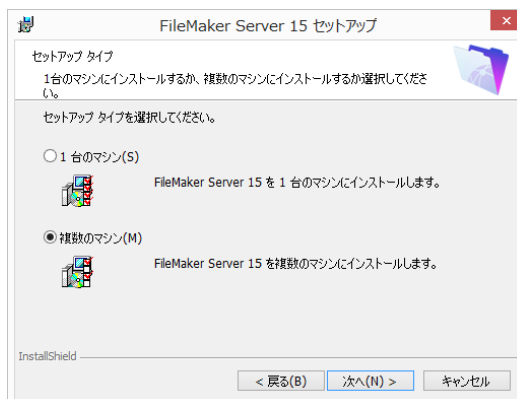 FileMaker Server 15 セットアップ
セットアップ タイプ
1台のマシンにインストールするか、複数のマシンにインストールするか選択してくださ
い。
セットアップ タイプを選択してください。
1 台のマシン(S)
FileMaker Server 15 を 1 台のマシンにインストールします。
複数のマシン(M)
FileMaker Server 15 を複数のマシンにインストールします。
InstallShield
< 戻る(B) 次へ(N) > キャンセル